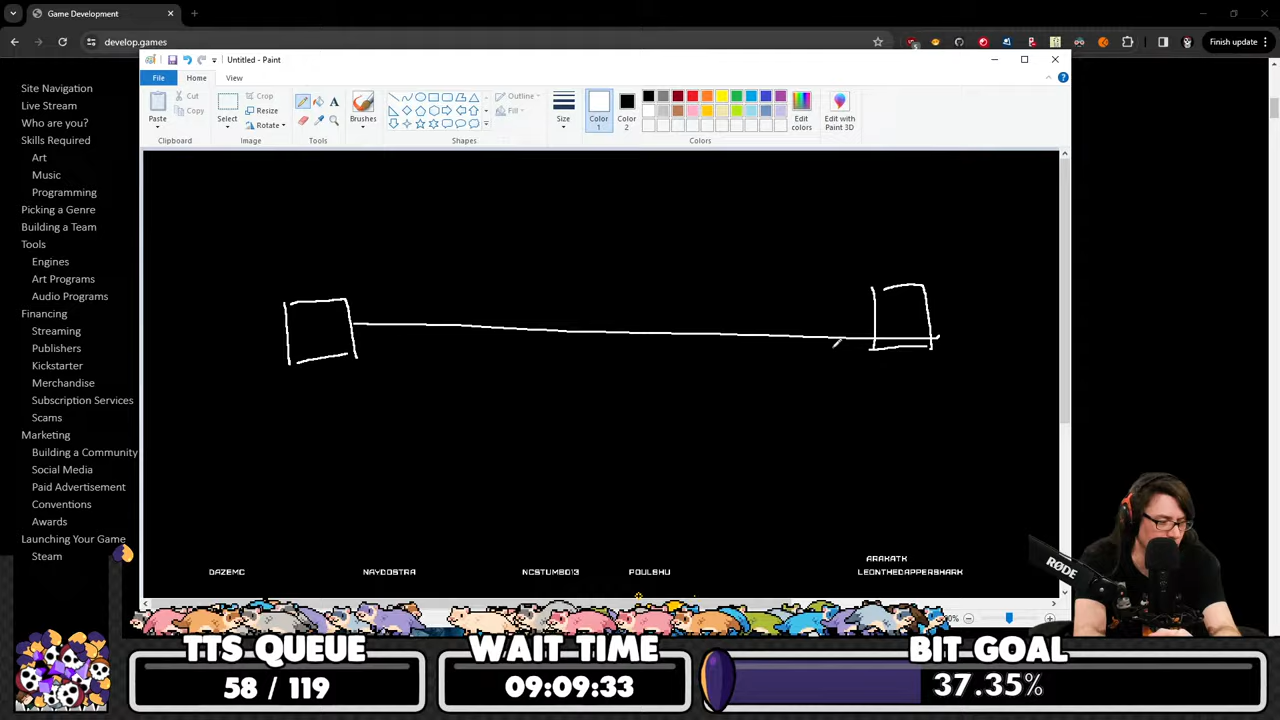 Game Development
develop.games
Finish update
Site Navigation
Live Stream
Who are you?
Skills Required
Art
Music
Programming
Picking a Genre
Building a Team
Tools
Engines
Art Programs
Audio Programs
Financing
Streaming
Publishers
Kickstarter
Merchandise
Subscription Services
Scams
Marketing
Building a Community
Social Media
Paid Advertisement
Conventions
Awards
Launching Your Game
Steam
Untitled - Paint
File
Home
View
Paste
Cut
Copy
Clipboard
Select
Crop
Resize
Rotate
Image
A
Tools
Brushes
Outline
Fill
Shapes
Size
Color
1
Color
2
Edit
colors
Edit with
Paint 3D
Colors
ARAKATK
DAZEMC NAYCOSTRA NCSTUMBO13 POULBHU LEONTHEDAPPERSHARK
RØDE
TTS QUEUE
58 / 119
WAIT TIME
09:09:33
BIT GOAL
37.35%